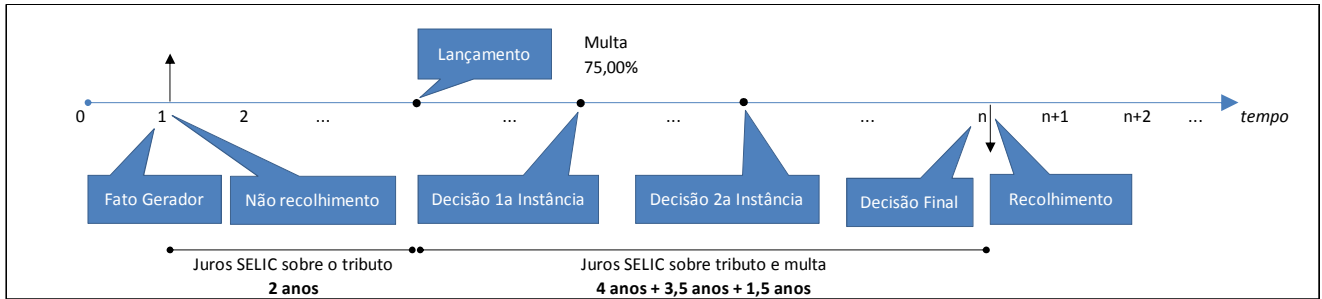 Lançamento
Multa
75,00%
0
1
2
...
...
...
...
n
n+1
n+2
...
tempo
Fato Gerador
Não recolhimento
Decisão 1a Instância
Decisão 2a Instância
Decisão Final
Recolhimento
Juros SELIC sobre o tributo
2 anos
Juros SELIC sobre tributo e multa
4 anos + 3,5 anos + 1,5 anos